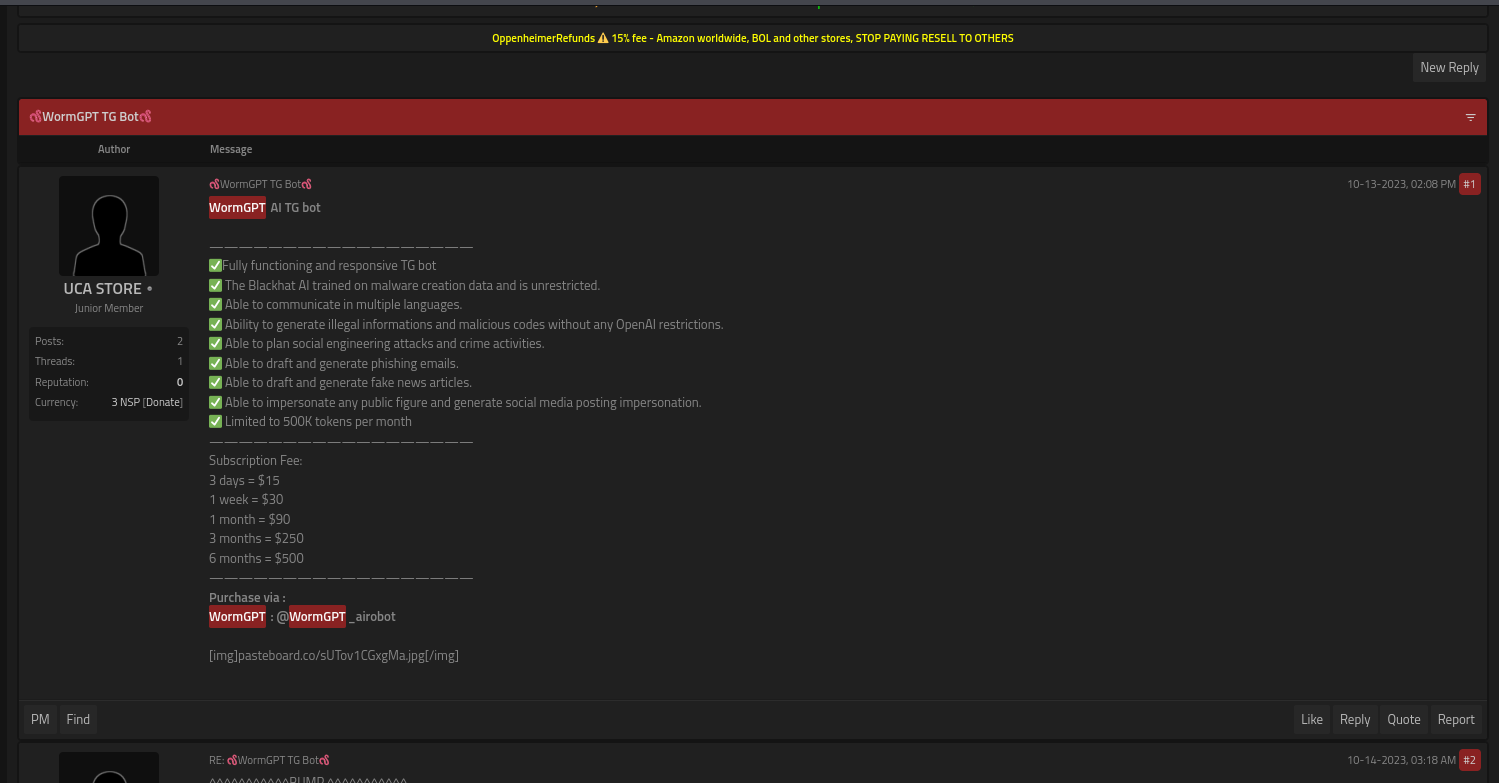 OppenheimerRefunds ⚠️ 15% fee - Amazon worldwide, BOL and other stores, STOP PAYING RESELL TO OTHERS
New Reply
🪱WormGPT TG Bot🪱
Author Message
🪱WormGPT TG Bot🪱 10-13-2023, 02:08 PM #1
WormGPT AI TG bot
——————————————————
✅Fully functioning and responsive TG bot
✅ The Blackhat AI trained on malware creation data and is unrestricted.
✅ Able to communicate in multiple languages.
✅ Ability to generate illegal informations and malicious codes without any OpenAI restrictions.
✅ Able to plan social engineering attacks and crime activities.
✅ Able to draft and generate phishing emails.
✅ Able to draft and generate fake news articles.
✅ Able to impersonate any public figure and generate social media posting impersonation.
✅ Limited to 500K tokens per month
——————————————————
Subscription Fee:
3 days = $15
1 week = $30
1 month = $90
3 months = $250
6 months = $500
——————————————————
Purchase via :
WormGPT : @WormGPT _airobot
[img]pasteboard.co/sUTov1CGxgMa.jpg[/img]
UCA STORE •
Junior Member
Posts: 2
Threads: 1
Reputation: 0
Currency: 3 NSP [Donate]
PM Find Like Reply Quote Report
RE: 🪱WormGPT TG Bot🪱 10-14-2023, 03:18 AM #2
^^^^^^^^^^^BUMP ^^^^^^^^^^^